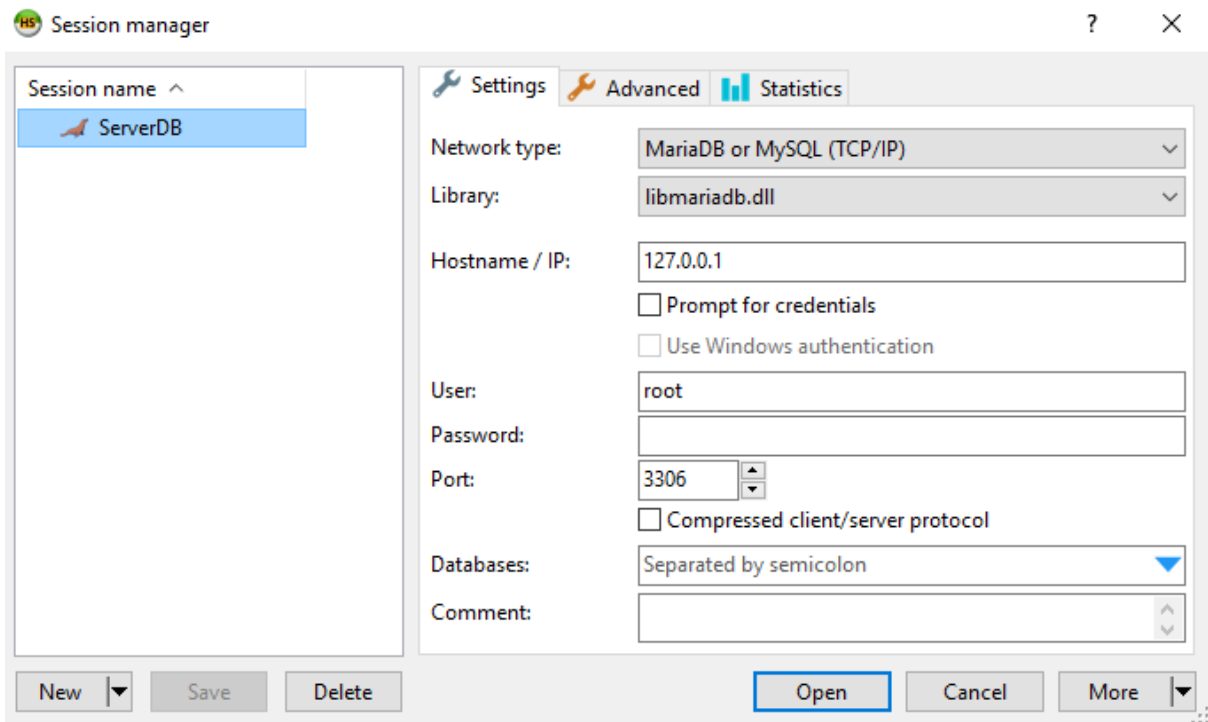 HS Session manager ?
Session name
ServerDB
Settings Advanced Statistics
Network type: MariaDB or MySQL (TCP/IP)
Library: libmariadb.dll
Hostname / IP: 127.0.0.1
Prompt for credentials
Use Windows authentication
User: root
Password:
Port: 3306
Compressed client/server protocol
Databases: Separated by semicolon
Comment:
New Save Delete Open Cancel More